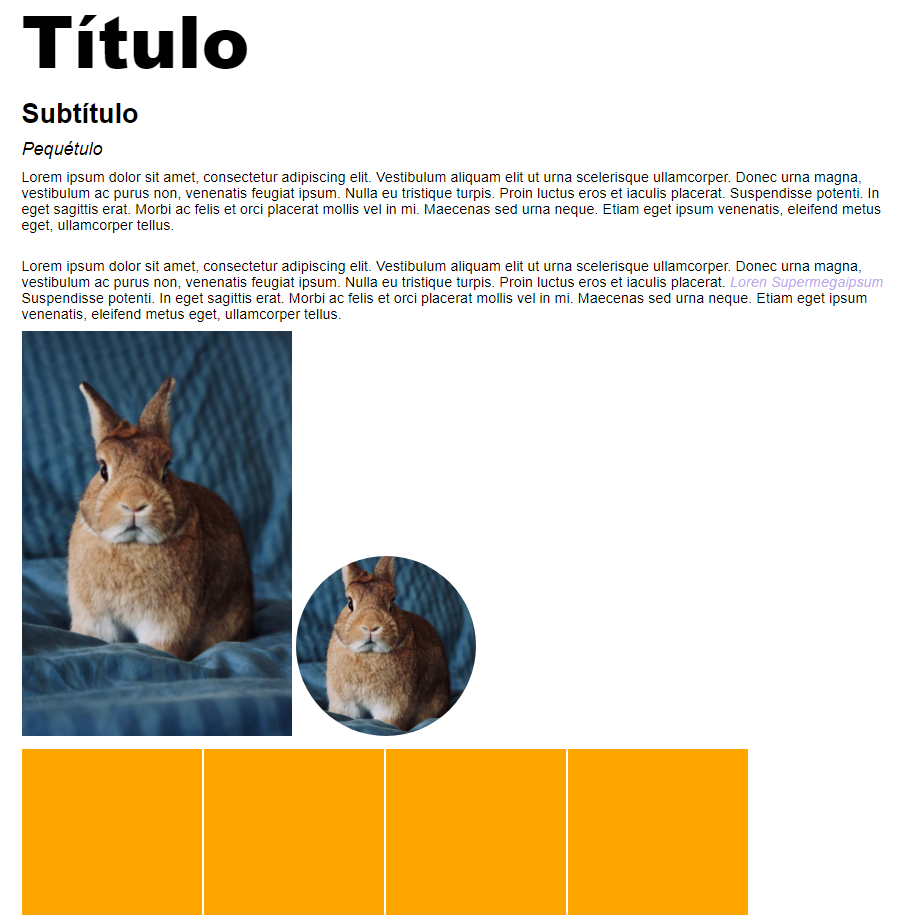 Título
Subtítulo
Pequétulo
Lorem ipsum dolor sit amet, consectetur adipiscing elit. Vestibulum aliquam elit ut urna scelerisque ullamcorper. Donec urna magna,
vestibulum ac purus non, venenatis feugiat ipsum. Nulla eu tristique turpis. Proin luctus eros et iaculis placerat. Suspendisse potenti. In
eget sagittis erat. Morbi ac felis et orci placerat mollis vel in mi. Maecenas sed urna neque. Etiam eget ipsum venenatis, eleifend metus
eget, ullamcorper tellus.
Lorem ipsum dolor sit amet, consectetur adipiscing elit. Vestibulum aliquam elit ut urna scelerisque ullamcorper. Donec urna magna,
vestibulum ac purus non, venenatis feugiat ipsum. Nulla eu tristique turpis. Proin luctus eros et iaculis placerat. Loren Supermegaipsum
Suspendisse potenti. In eget sagittis erat. Morbi ac felis et orci placerat mollis vel in mi. Maecenas sed urna neque. Etiam eget ipsum
venenatis, eleifend metus eget, ullamcorper tellus.